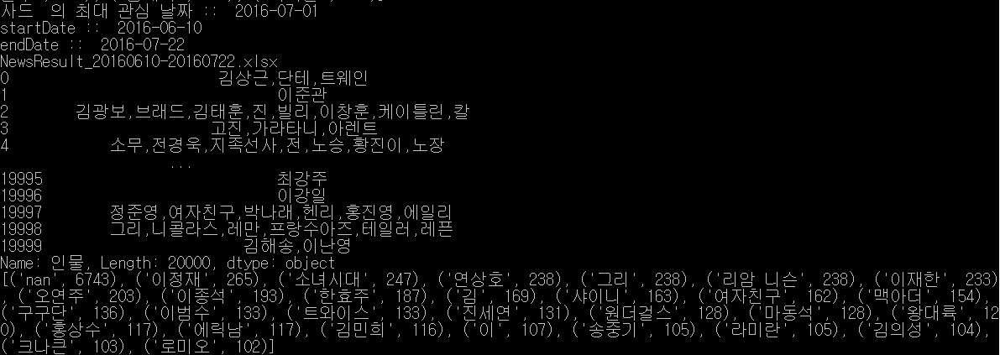 사드  의 최대 관심 날짜 ::  2016-07-01
startDate ::  2016-06-10
endDate ::  2016-07-22
NewsResult_20160610-20160722.xlsx
0 김상근,단테,트웨인
1 이준관
2 김광보,브래드,김태훈,진,빌리,이창훈,케이틀린,칼
3 고진,가라타니,아렌트
4 소무,전경욱,지족선사,전,노승,황진이,노장
...
19995 최강주
19996 이강일
19997 정준영,여자친구,박나래,헨리,홍진영,에일리
19998 그리,니콜라스,레만,프랑수아즈,테일러,레픈
19999 김해송,이난영
Name: 인물, Length: 20000, dtype: object
[('nan', 6743), ('이정재', 265), ('소녀시대', 247), ('연상호', 238), ('그리', 238), ('리암 니슨', 238), ('이재한', 233)
, ('오연주', 203), ('이종석', 193), ('한효주', 187), ('김', 169), ('샤이니', 163), ('여자친구', 162), ('맥아더', 154),
('구구단', 136), ('이범수', 133), ('트와이스', 133), ('진세연', 131), ('원더걸스', 128), ('마동석', 128), ('왕대륙', 12
0), ('홍상수', 117), ('에릭남', 117), ('김민희', 116), ('이', 107), ('송중기', 105), ('라미란', 105), ('김의성', 104),
('크나큰', 103), ('로미오', 102)]